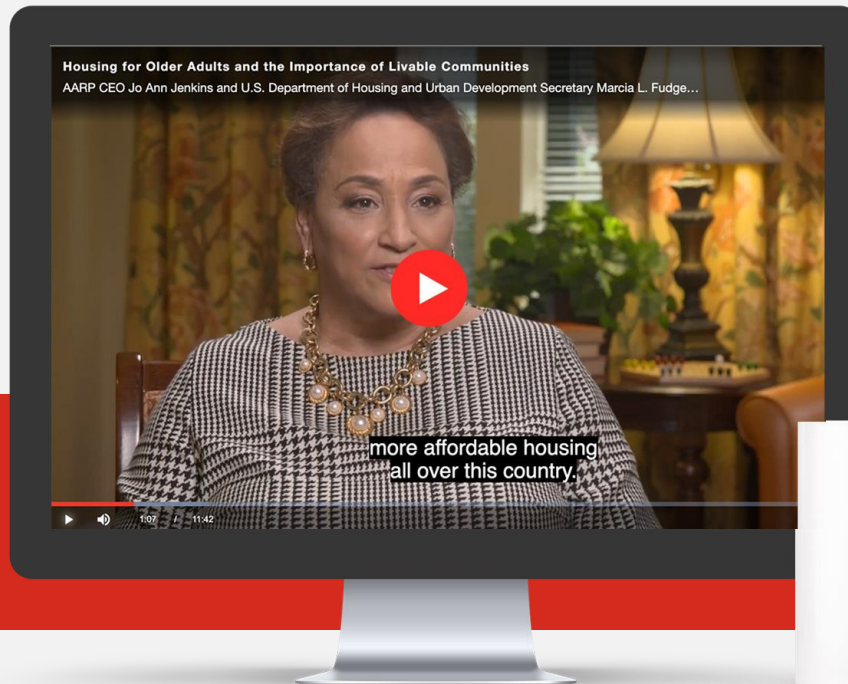 Housing for Older Adults and the Importance of Livable Communities
AARP CEO Jo Ann Jenkins and U.S. Department of Housing and Urban Development Secretary Marcia L. Fudge...
more affordable housing
all over this country.
1:07 / 11:42